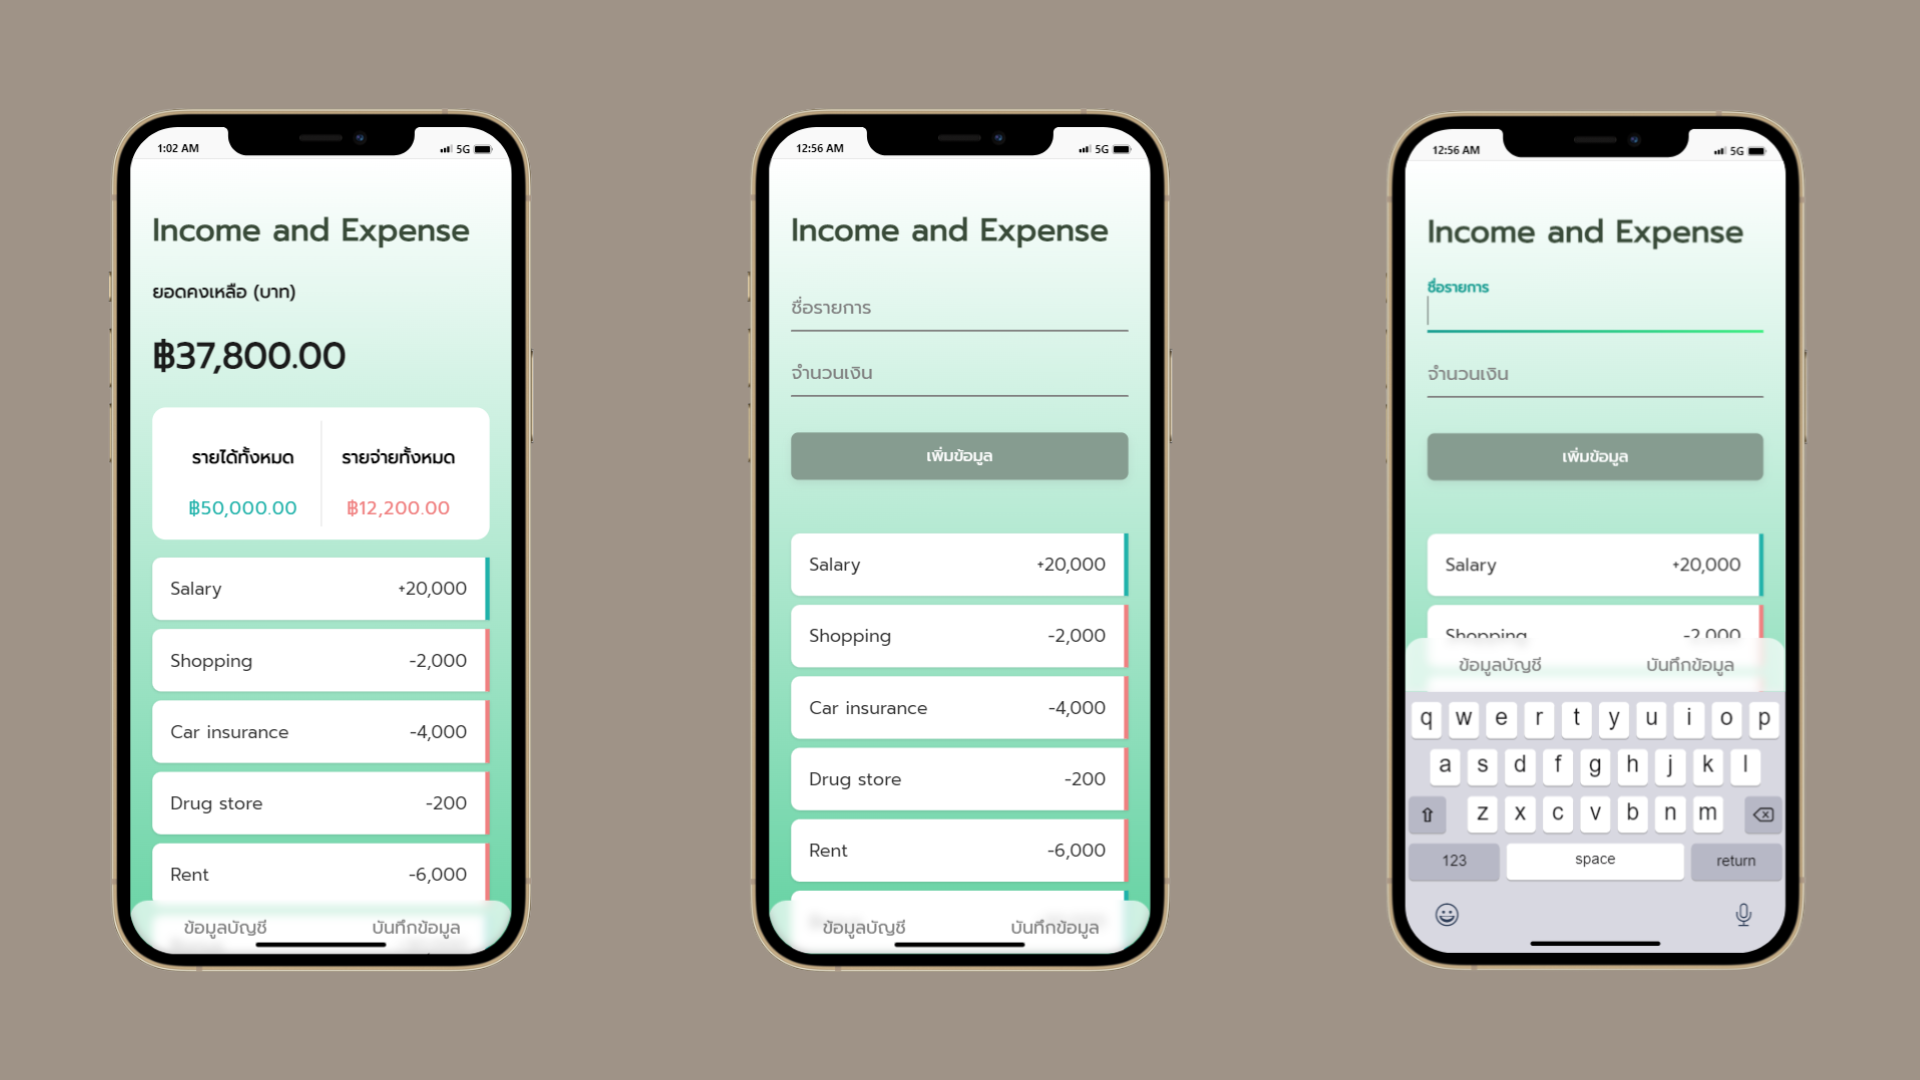 1:02 AM
5G
Income and Expense
ยอดคงเหลือ (บาท)
฿37,800.00
รายได้ทั้งหมด รายจ่ายทั้งหมด
฿50,000.00 ฿12,200.00
Salary +20,000
Shopping -2,000
Car insurance -4,000
Drug store -200
Rent -6,000
ข้อมูลบัญชี บันทึกข้อมูล
12:56 AM
5G
Income and Expense
ชื่อรายการ
จำนวนเงิน
เพิ่มข้อมูล
Salary +20,000
Shopping -2,000
Car insurance -4,000
Drug store -200
Rent -6,000
ข้อมูลบัญชี บันทึกข้อมูล
12:56 AM
5G
Income and Expense
ชื่อรายการ
จำนวนเงิน
เพิ่มข้อมูล
Salary +20,000
Shopping -2,000
ข้อมูลบัญชี บันทึกข้อมูล
q w e r t y u i o p
a s d f g h j k l
z x c v b n m
123 space return